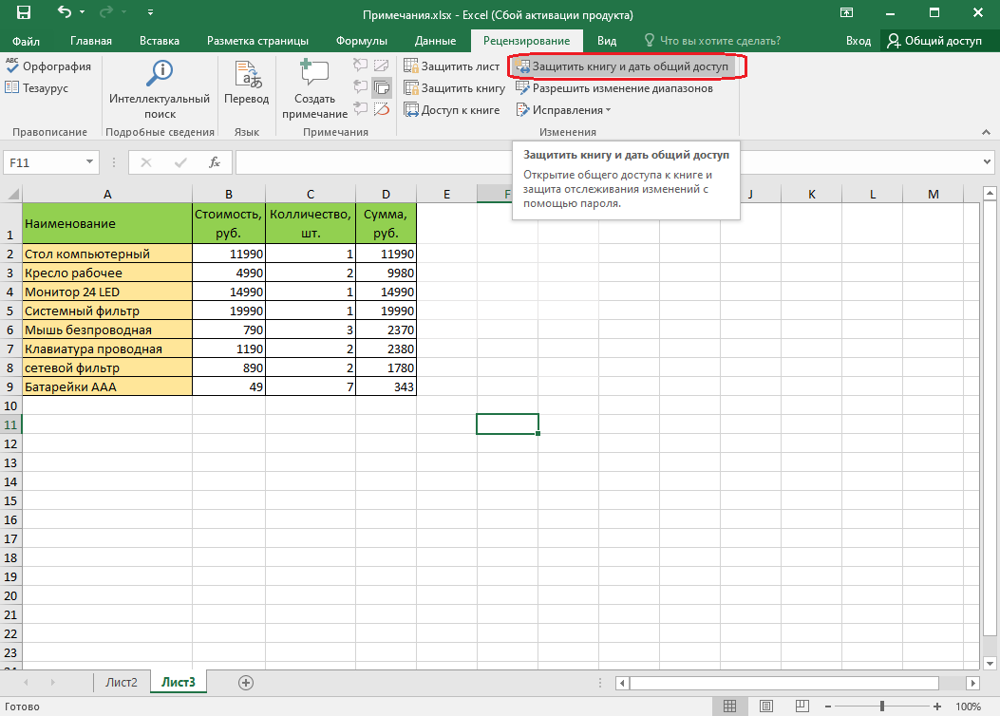 Примечания.xlsx - Excel (Сбой активации продукта)
Файл Главная Вставка Разметка страницы Формулы Данные Рецензирование Вид Что вы хотите сделать? Вход Общий доступ
ABC
Орфография
Тезаурус
Правописание
Интеллектуальный
поиск
Подробные сведения
Перевод
Язык
Создать
примечание
Примечания
Защитить лист
Защитить книгу
Доступ к книге
Защитить книгу и дать общий доступ
Разрешить изменение диапазонов
Исправления
Изменения
F11
fx
Защитить книгу и дать общий доступ
Открытие общего доступа к книге и
защита отслеживания изменений с
помощью пароля.
A B C D E F J K L M
1 Наименование Стоимость, руб. Колличество, шт. Сумма, руб.
2 Стол компьютерный 11990 1 11990
3 Кресло рабочее 4990 2 9980
4 Монитор 24 LED 14990 1 14990
5 Системный фильтр 19990 1 19990
6 Мышь безпроводная 790 3 2370
7 Клавиатура проводная 1190 2 2380
8 сетевой фильтр 890 2 1780
9 Батарейки ААА 49 7 343
10
11
12
13
14
15
16
17
18
19
20
21
22
23
24
Лист2 Лист3
Готово 100%